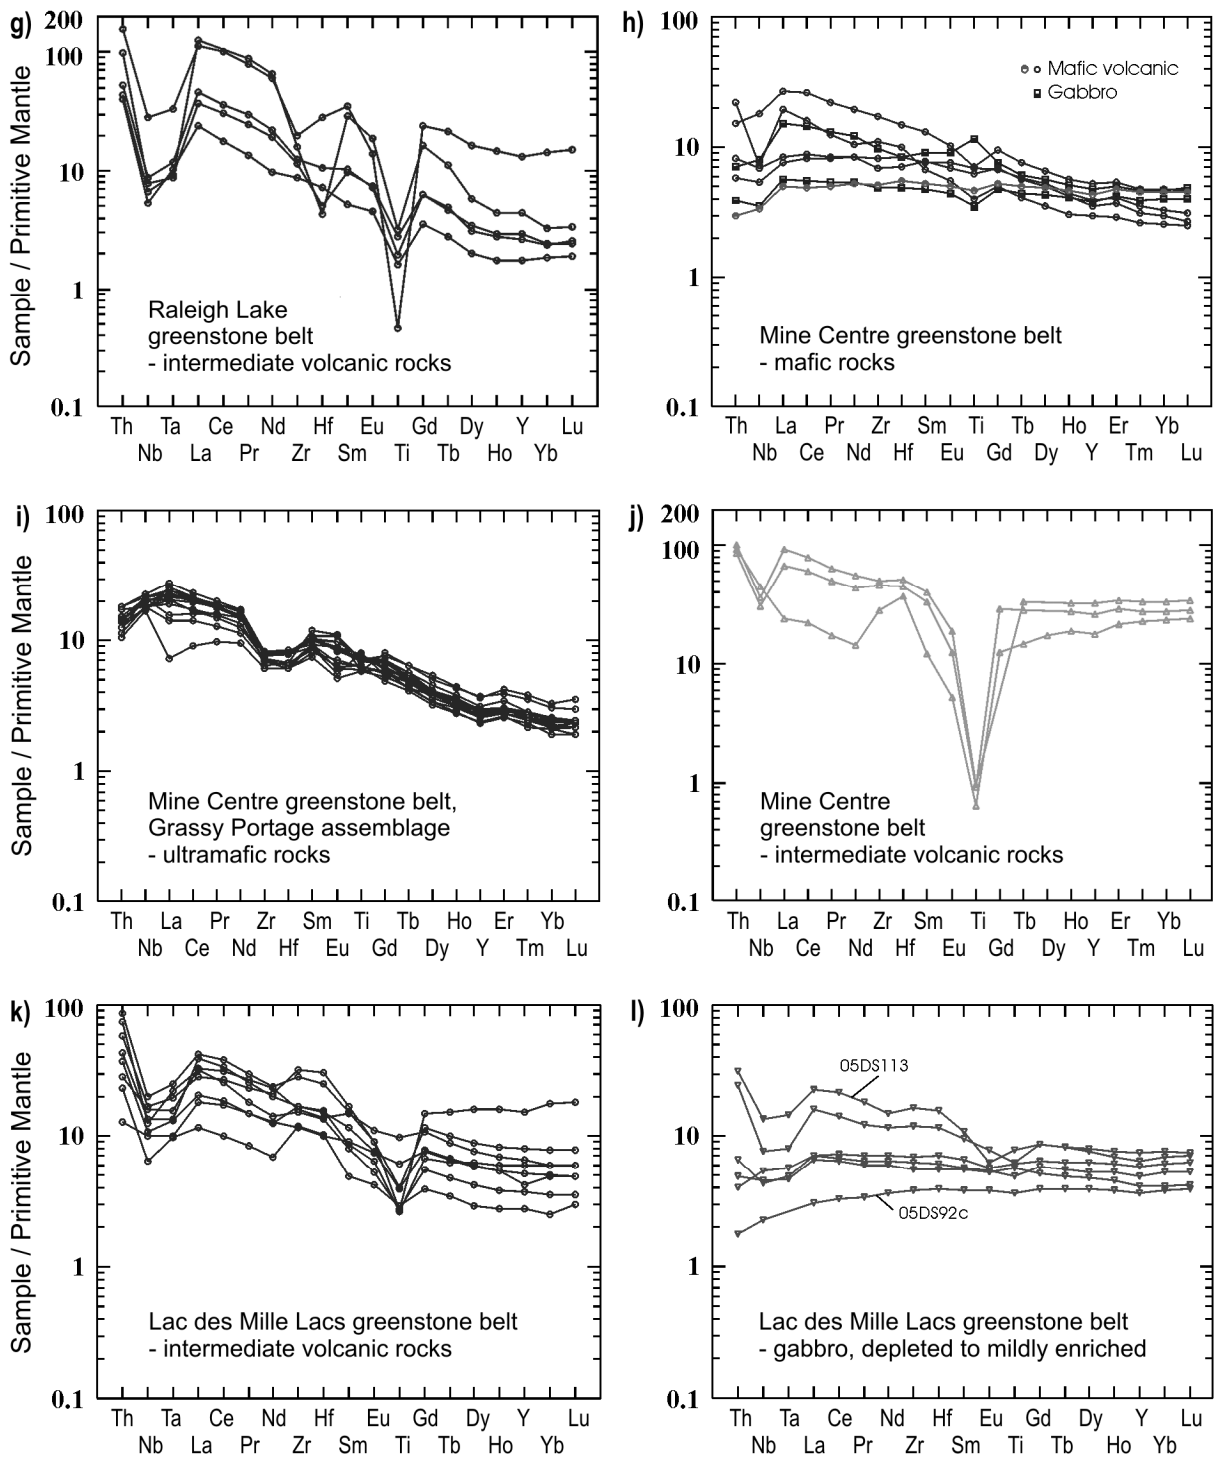 g)
200
100
10
1
0.1
Sample / Primitive Mantle
Raleigh Lake
greenstone belt
- intermediate volcanic rocks
Th Ta Ce Nd Hf Eu Gd Dy Y Lu
Nb La Pr Zr Sm Ti Tb Ho Yb
h)
100
10
1
0.1
Mafic volcanic
Gabbro
Mine Centre greenstone belt
- mafic rocks
Th La Pr Zr Sm Ti Tb Ho Er Yb
Nb Ce Nd Hf Eu Gd Dy Y Tm Lu
i)
100
10
1
0.1
Sample / Primitive Mantle
Mine Centre greenstone belt,
Grassy Portage assemblage
- ultramafic rocks
Th La Pr Zr Sm Ti Tb Ho Er Yb
Nb Ce Nd Hf Eu Gd Dy Y Tm Lu
j)
200
100
10
1
0.1
Mine Centre
greenstone belt
- intermediate volcanic rocks
Th La Pr Zr Sm Ti Tb Ho Er Yb
Nb Ce Nd Hf Eu Gd Dy Y Tm Lu
k)
100
10
1
0.1
Sample / Primitive Mantle
Lac des Mille Lacs greenstone belt
- intermediate volcanic rocks
Th Ta Ce Nd Hf Eu Gd Dy Y Lu
Nb La Pr Zr Sm Ti Tb Ho Yb
l)
100
10
1
0.1
05DS113
05DS92c
Lac des Mille Lacs greenstone belt
- gabbro, depleted to mildly enriched
Th Ta Ce Nd Hf Eu Gd Dy Y Lu
Nb La Pr Zr Sm Ti Tb Ho Yb